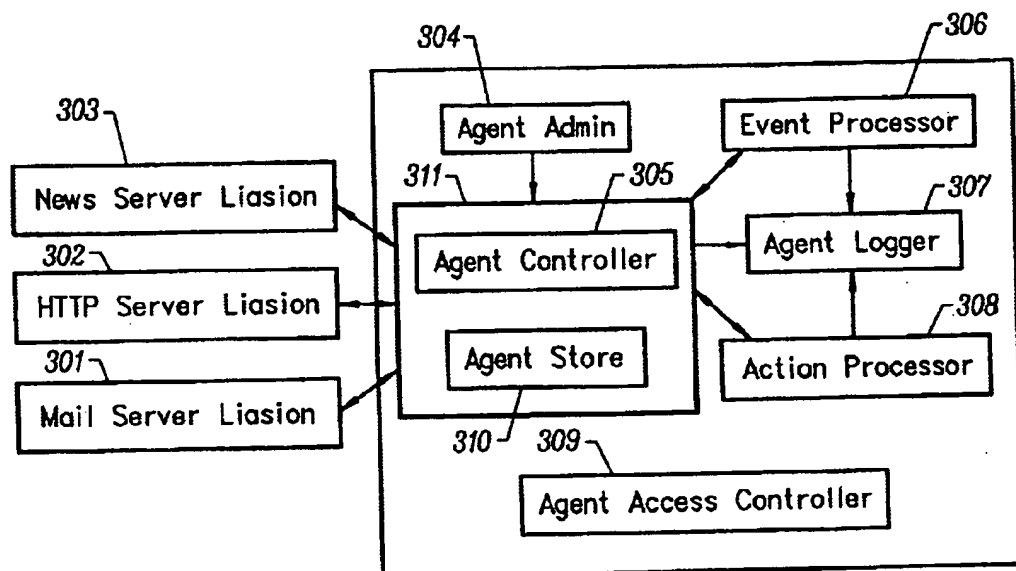 304
306
303
Agent Admin
Event Processor
311
305
307
News Server Liasion
302
Agent Controller
Agent Logger
HTTP Server Liasion
308
301
Agent Store
Action Processor
Mail Server Liasion
310
309
Agent Access Controller